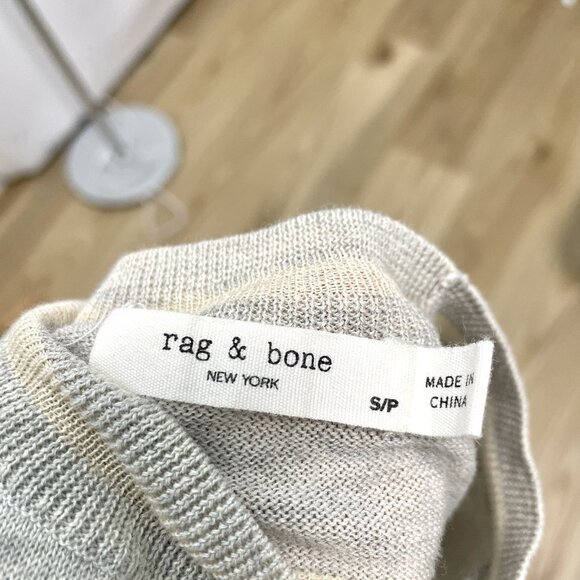 rag & bone
NEW YORK
S/P
MADE IN
CHINA